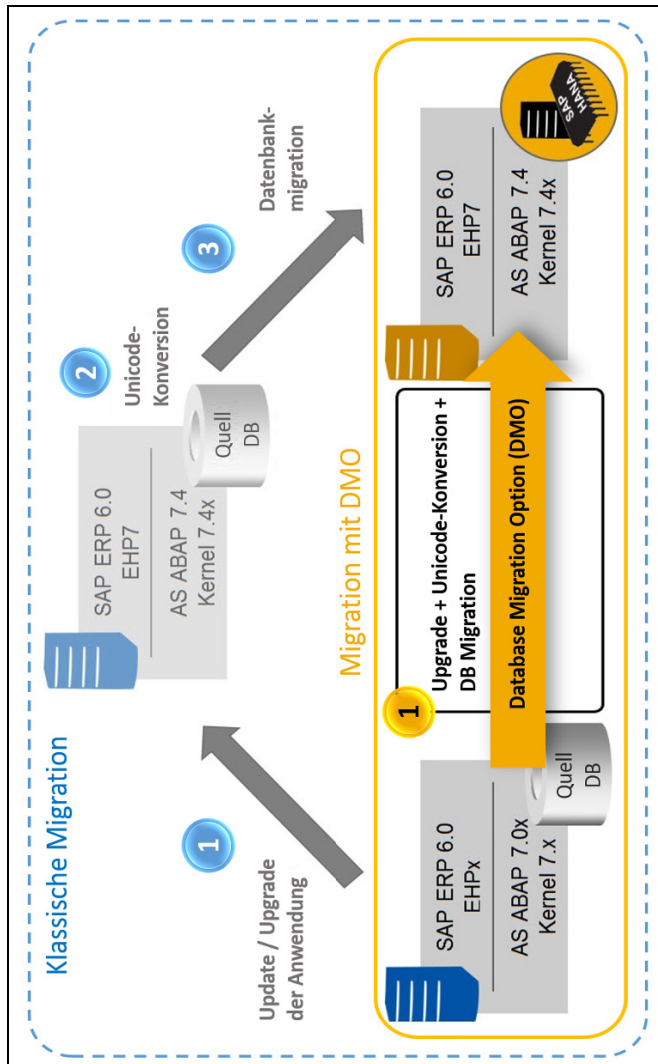 Klassische Migration
1
Update / Upgrade
der Anwendung
SAP ERP 6.0
EHP7
AS ABAP 7.4
Kernel 7.4x
Quell
DB
2
Unicode-
Konversion
3
Datenbank-
migration
Migration mit DMO
SAP ERP 6.0
EHPx
AS ABAP 7.0x
Kernel 7.x
Quell
DB
1
Upgrade + Unicode-Konversion +
DB Migration
Database Migration Option (DMO)
SAP ERP 6.0
EHP7
AS ABAP 7.4x
Kernel 7.4x
SAP
HANA